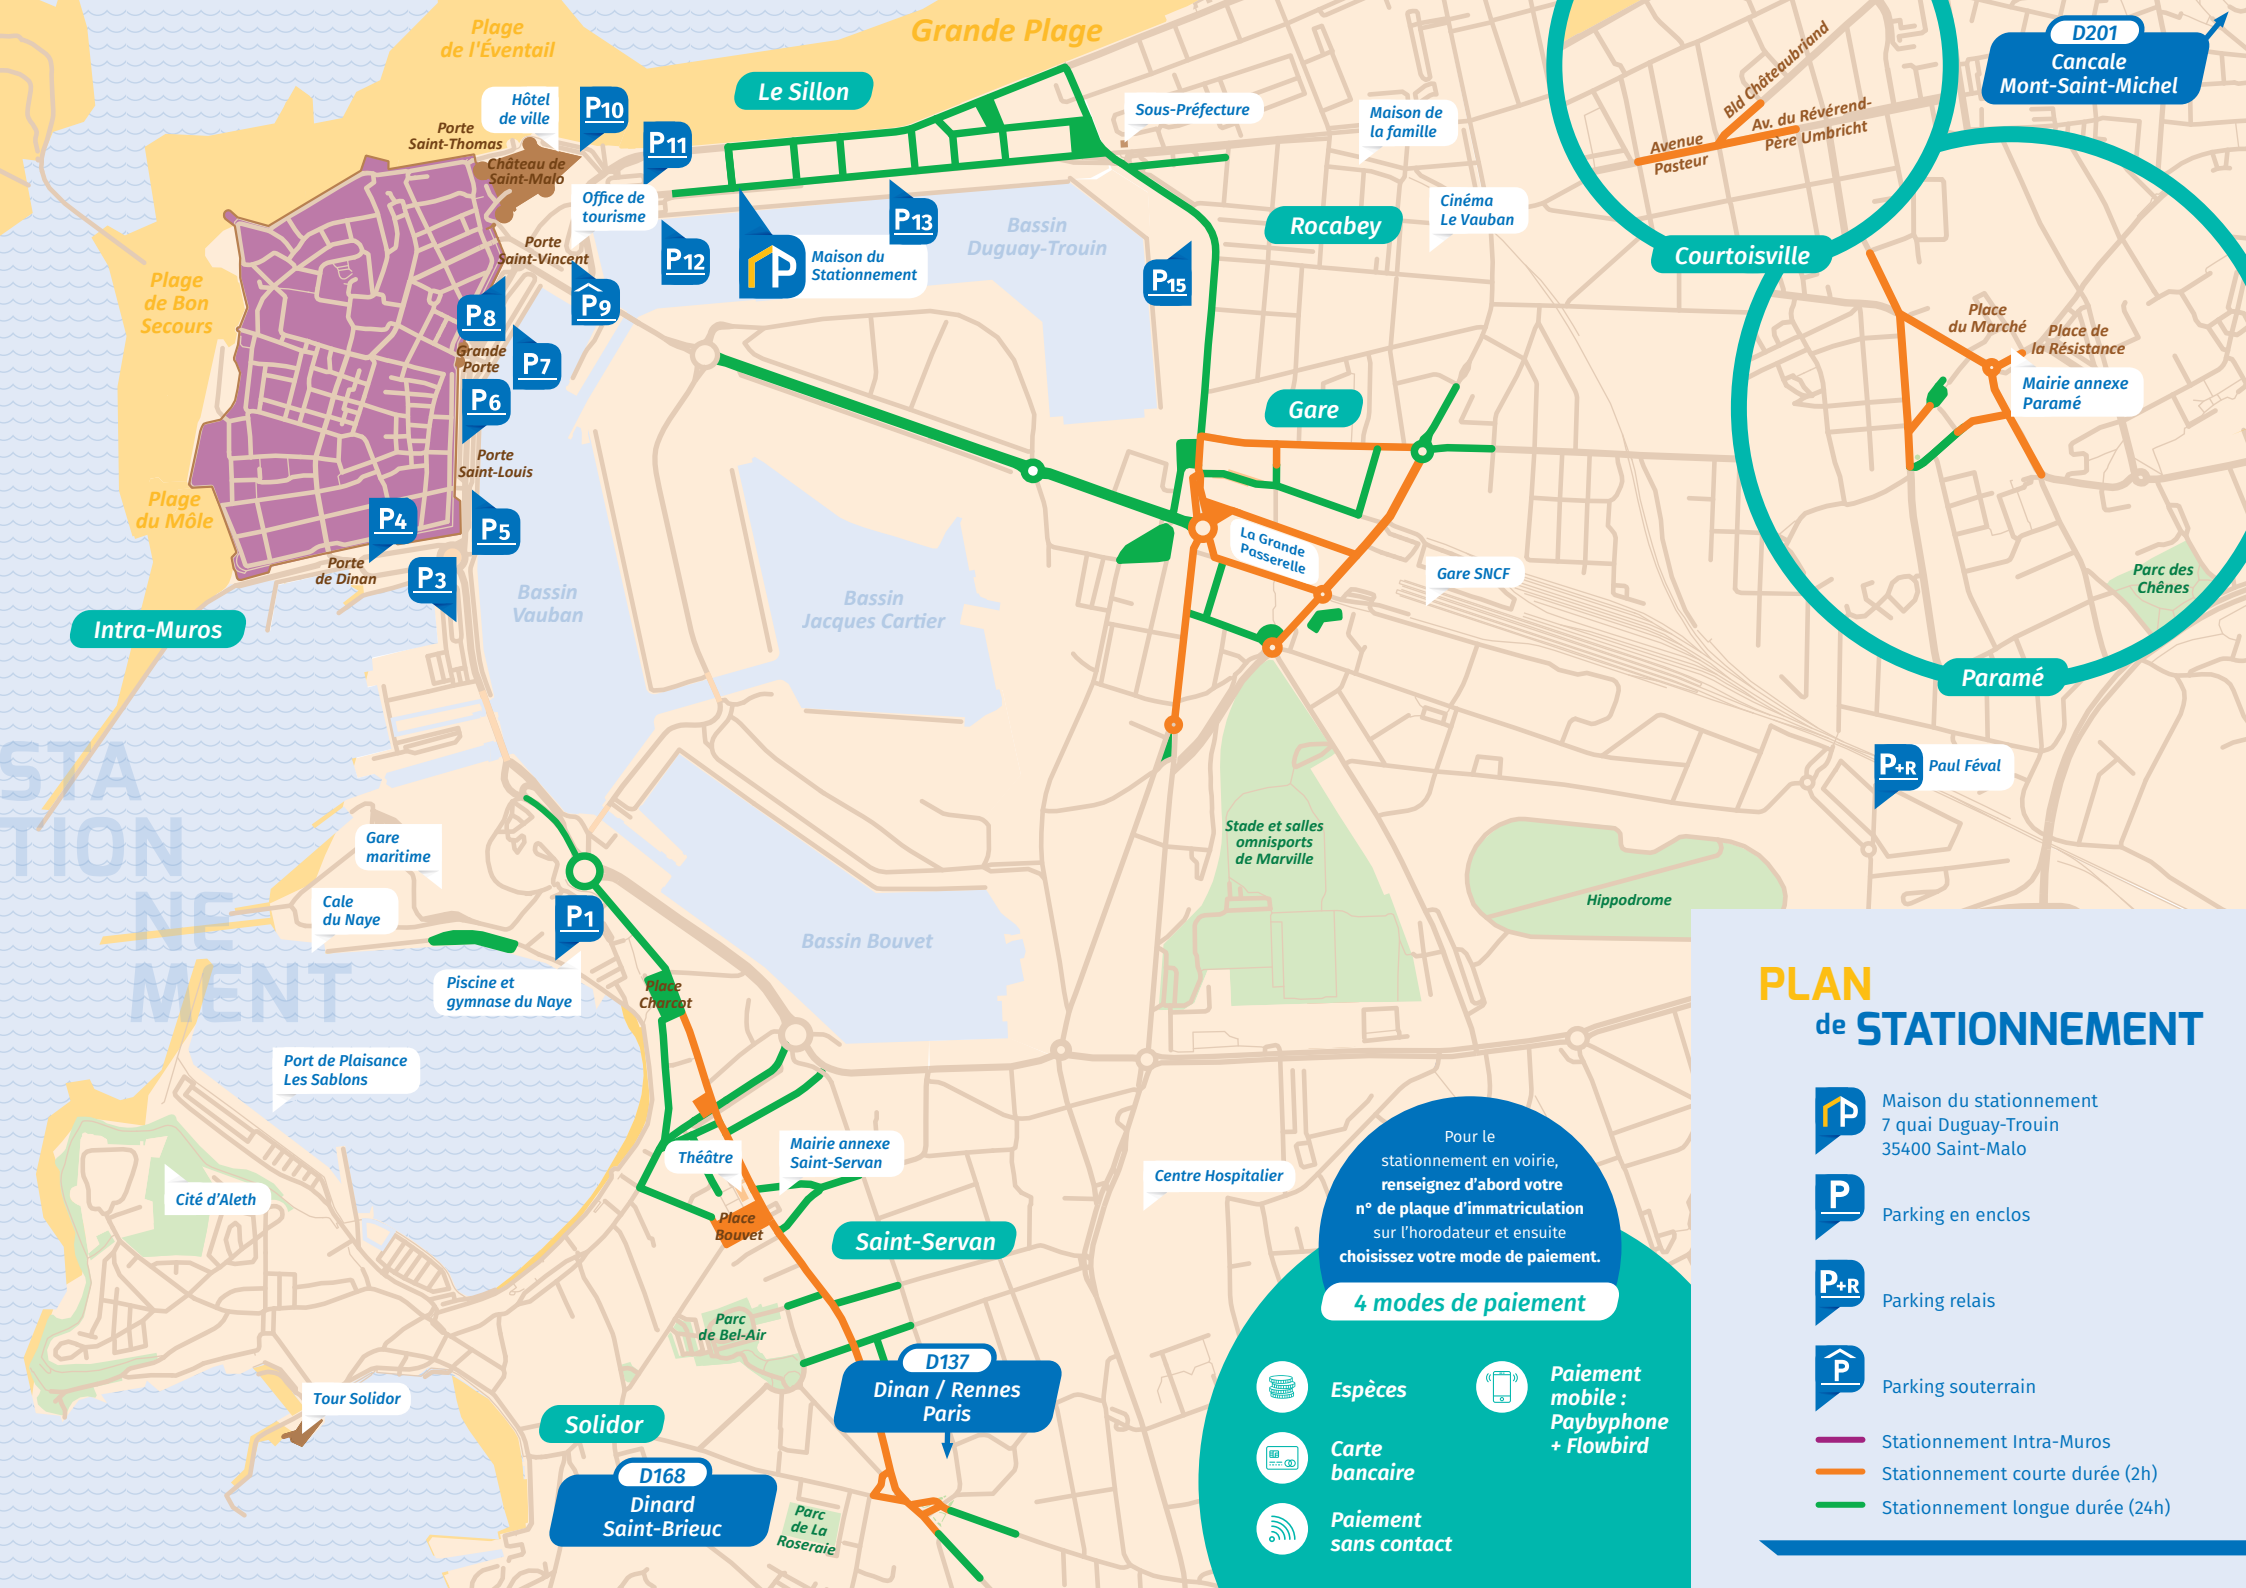 Plage
de l'Éventail
Grande Plage
D201
Cancale
Mont-Saint-Michel
Bld Châteaubriand
Av. du Révérend-
Père Umbricht
Avenue
Pasteur
Le Sillon
Hôtel
de ville
P10
P11
Sous-Préfecture
Maison de
la famille
Porte
Saint-Thomas
Château de
Saint-Malo
Office de
tourisme
P13
P12
P
Maison du
Stationnement
Bassin
Duguay-Trouin
Rocabey
Cinéma
Le Vauban
Courtoisville
Porte
Saint-Vincent
P9
P15
Plage
de Bon
Secours
P8
Grande
Porte
P7
P6
Place
du Marché
Place de
la Résistance
Mairie annexe
Paramé
Gare
Porte
Saint-Louis
Plage
du Môle
P4
P5
Porte
de Dinan
P3
La Grande
Passerelle
Gare SNCF
Parc des
Chênes
Bassin
Vauban
Bassin
Jacques Cartier
Intra-Muros
Paramé
STA
TION
NE
MENT
P+R
Paul Féval
Gare
maritime
Cale
du Naye
P1
Piscine et
gymnase du Naye
Place
Charcot
Bassin Bouvet
Stade et salles
omnisports
de Marville
Hippodrome
Port de Plaisance
Les Sablons
Cité d'Aleth
Théâtre
Mairie annexe
Saint-Servan
Place
Bouvet
Saint-Servan
Centre Hospitalier
Parc
de Bel-Air
D137
Dinan / Rennes
Paris
Tour Solidor
Solidor
D168
Dinard
Saint-Brieuc
Parc
de La
Roseraie
Pour le
stationnement en voirie,
renseignez d'abord votre
n° de plaque d'immatriculation
sur l'horodateur et ensuite
choisissez votre mode de paiement.
4 modes de paiement
Espèces
Carte
bancaire
Paiement
sans contact
Paiement
mobile :
Paybyphone
+ Flowbird
PLAN
de STATIONNEMENT
P
Maison du stationnement
7 quai Duguay-Trouin
35400 Saint-Malo
P
Parking en enclos
P+R
Parking relais
P
Parking souterrain
Stationnement Intra-Muros
Stationnement courte durée (2h)
Stationnement longue durée (24h)